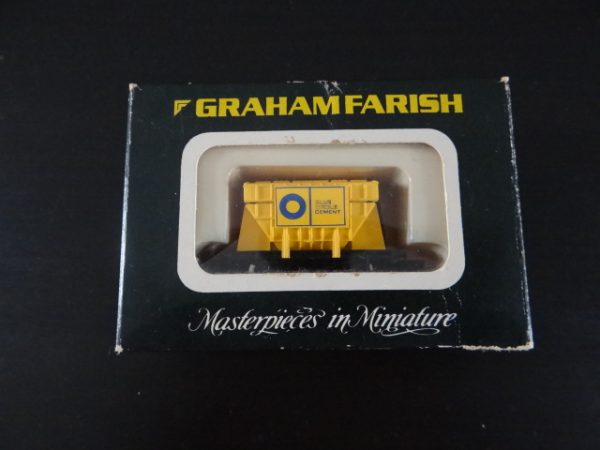 GRAHAM FARISH
BLUE
CIRCLE
CEMENT
Masterpieces in Miniature